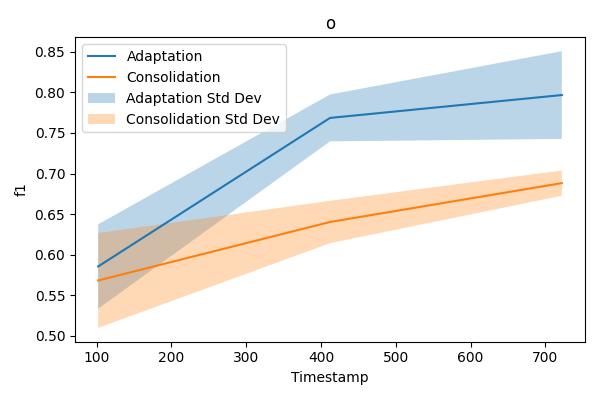 o
Adaptation
Consolidation
Adaptation Std Dev
Consolidation Std Dev
0.85
0.80
0.75
0.70
0.65
0.60
0.55
0.50
f1
100 200 300 400 500 600 700
Timestamp